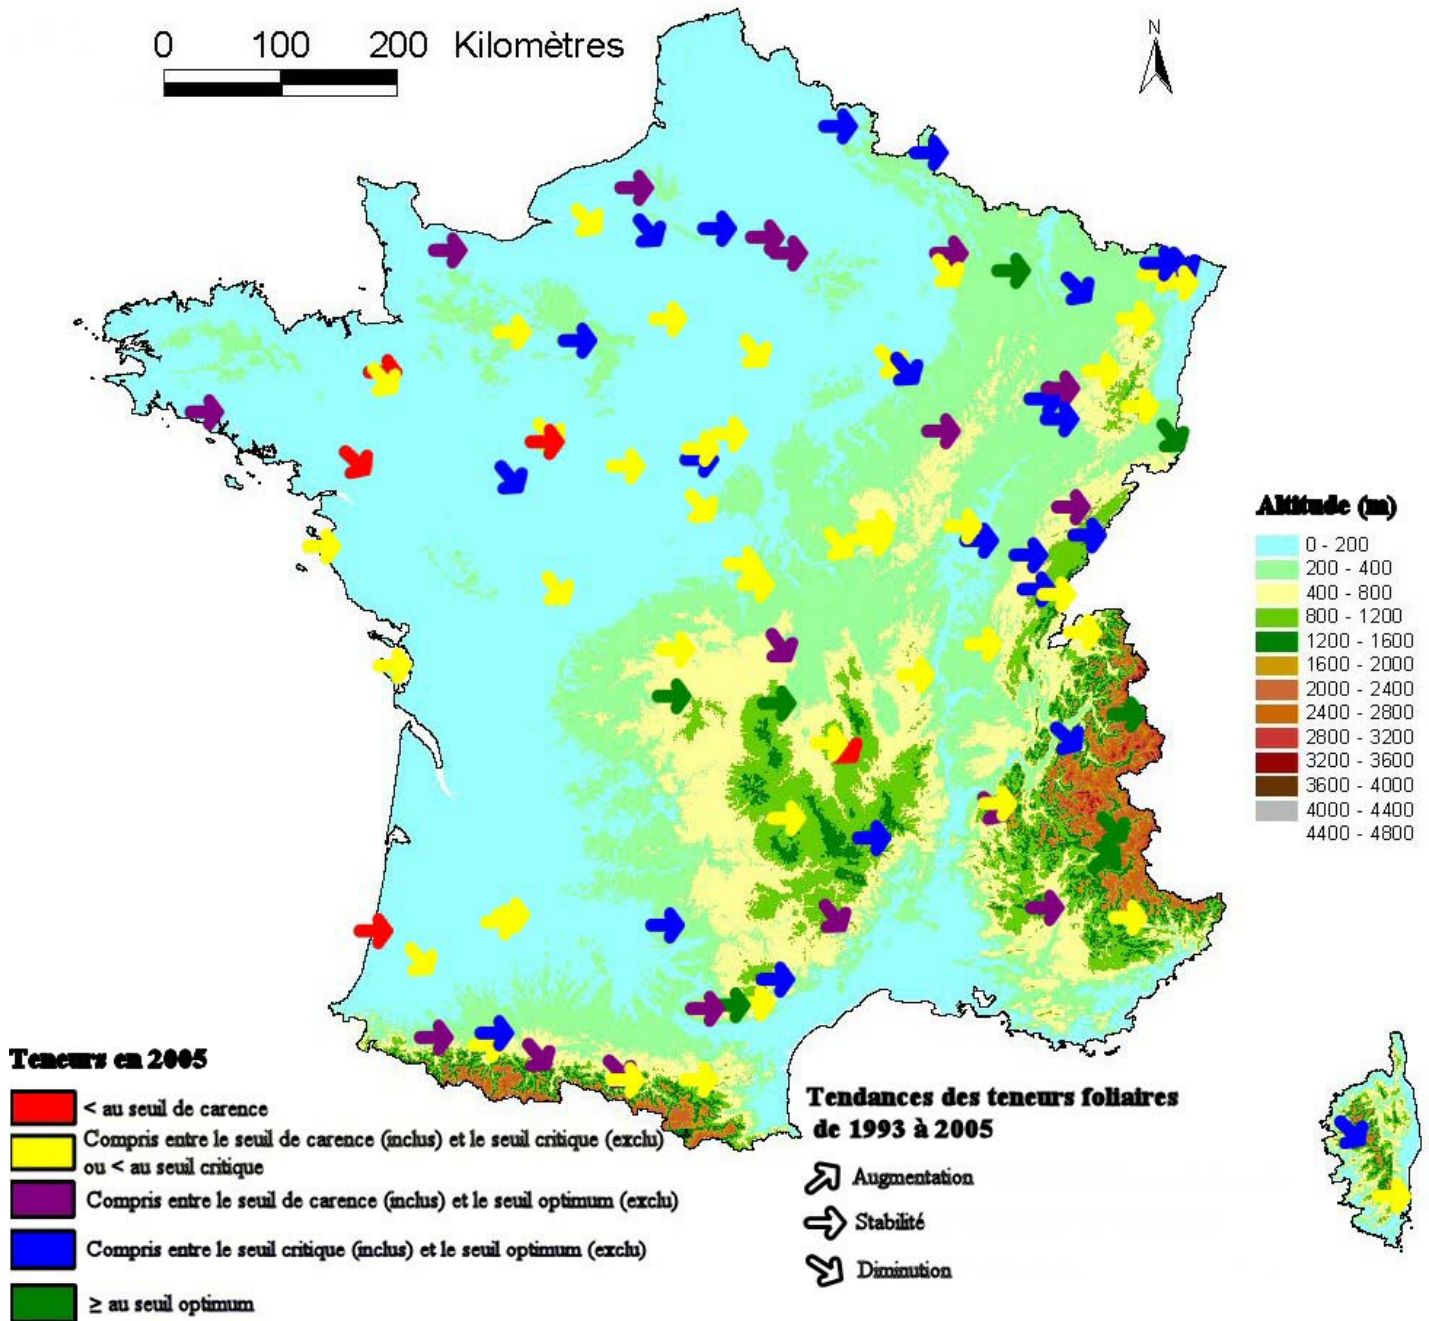 0 100 200 Kilomètres
N
Altitude (m)
0 - 200
200 - 400
400 - 800
800 - 1200
1200 - 1600
1600 - 2000
2000 - 2400
2400 - 2800
2800 - 3200
3200 - 3600
3600 - 4000
4000 - 4400
4400 - 4800
Teneurs en 2005
< au seuil de carence
Compris entre le seuil de carence (inclus) et le seuil critique (exclu)
ou < au seuil critique
Compris entre le seuil de carence (inclus) et le seuil optimum (exclu)
Compris entre le seuil critique (inclus) et le seuil optimum (exclu)
≥ au seuil optimum
Tendances des teneurs foliaires
de 1993 à 2005
Augmentation
Stabilité
Diminution